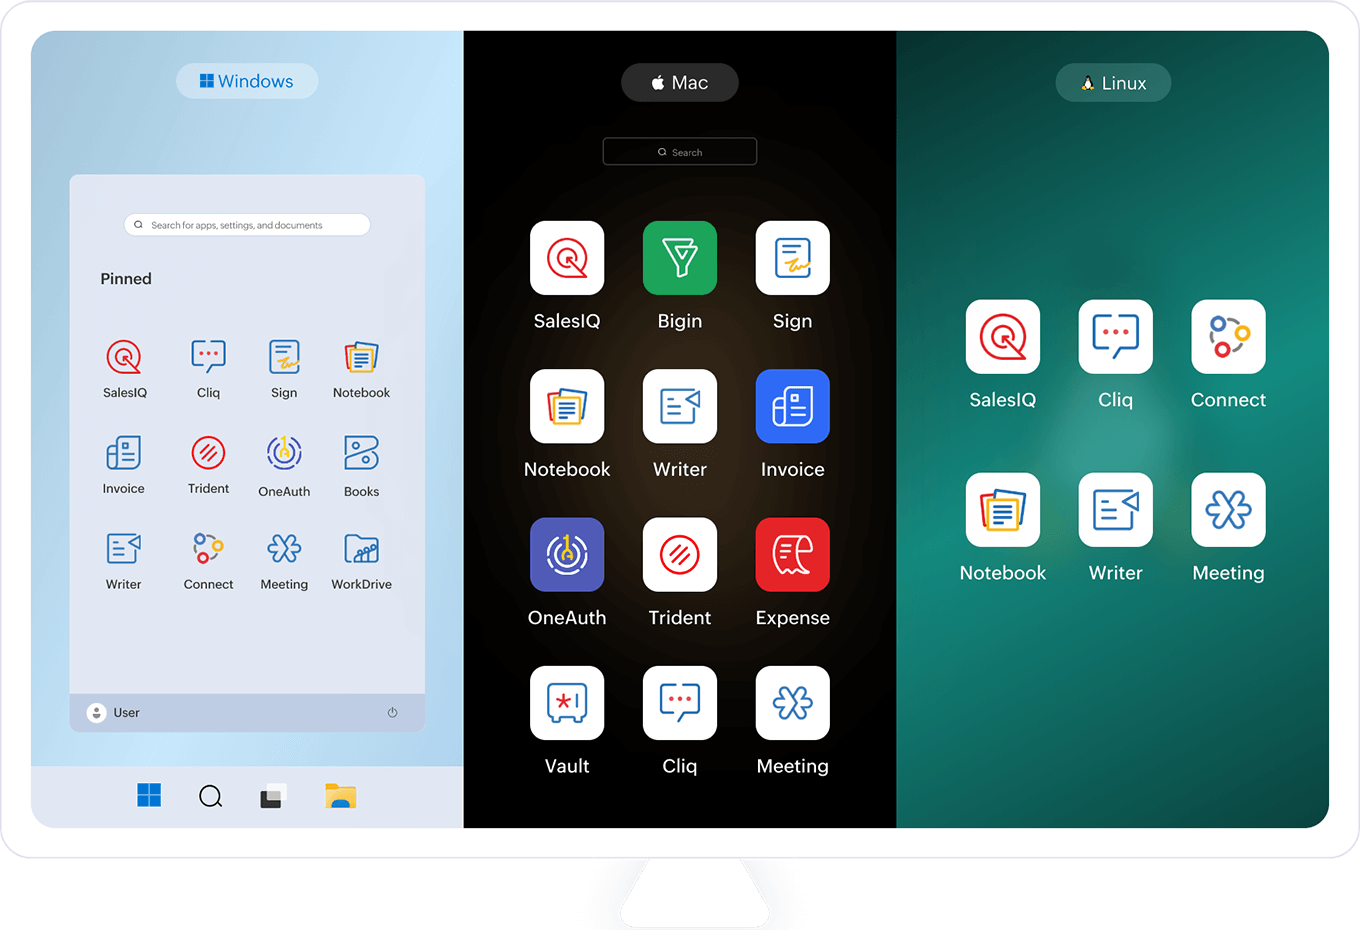 Windows
Search for apps, settings, and documents
Pinned
SalesIQ Cliq Sign Notebook
Invoice Trident OneAuth Books
Writer Connect Meeting WorkDrive
User
Mac
Search
SalesIQ Bigin Sign
Notebook Writer Invoice
OneAuth Trident Expense
Vault Cliq Meeting
Linux
SalesIQ Cliq Connect
Notebook Writer Meeting